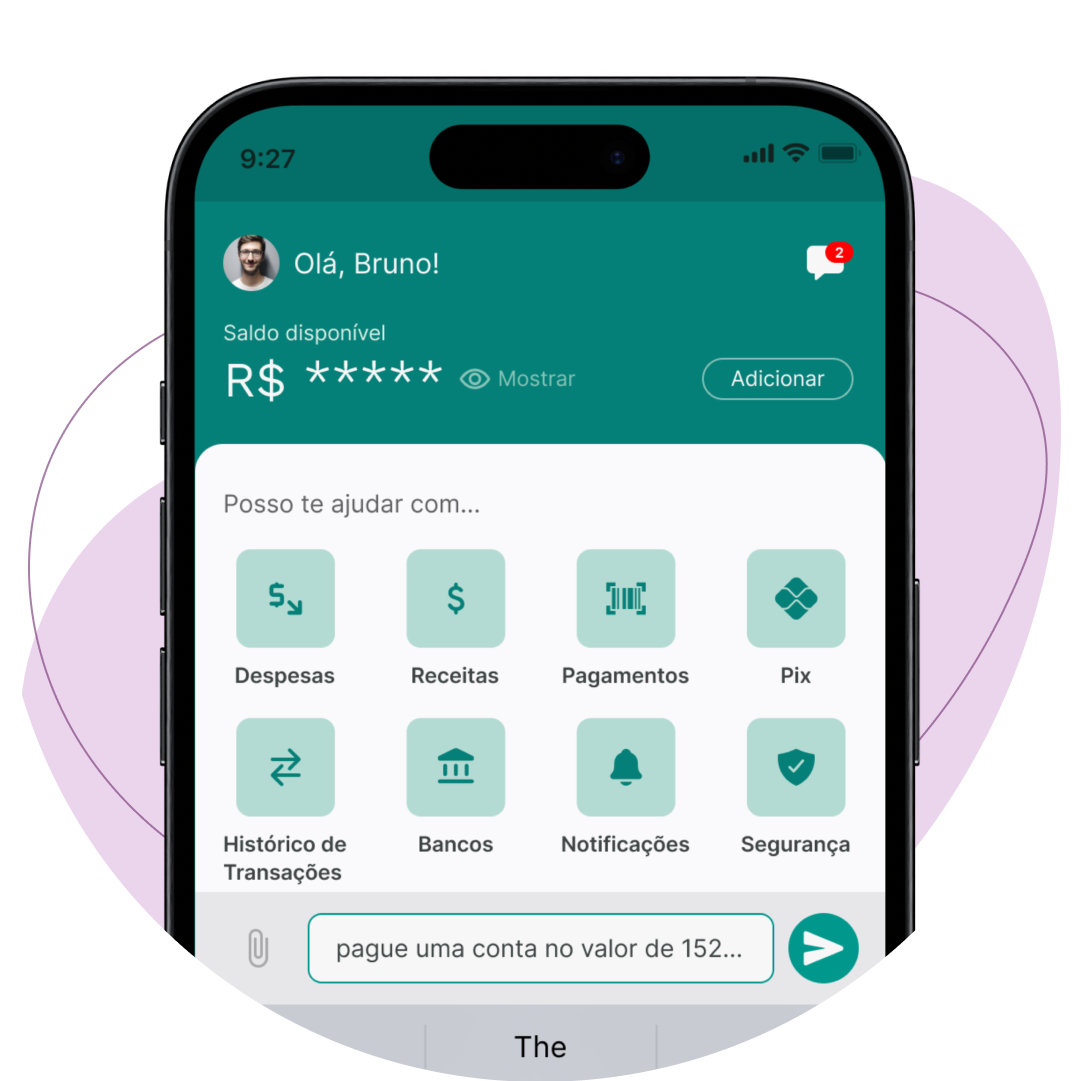 9:27
Olá, Bruno!
2
Saldo disponível
R$ ***** Mostrar
Adicionar
Posso te ajudar com...
Despesas
Receitas
Pagamentos
Pix
Histórico de
Transações
Bancos
Notificações
Segurança
pague uma conta no valor de 152...
The